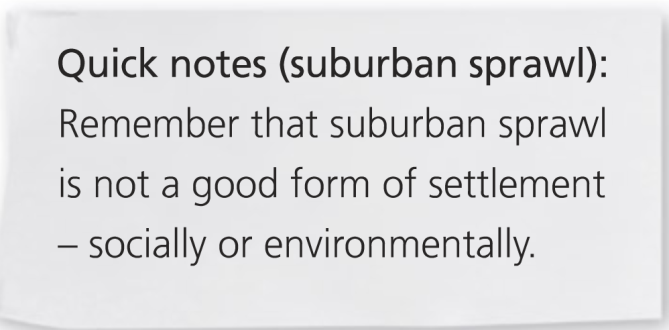 Quick notes (suburban sprawl):
Remember that suburban sprawl
is not a good form of settlement
– socially or environmentally.